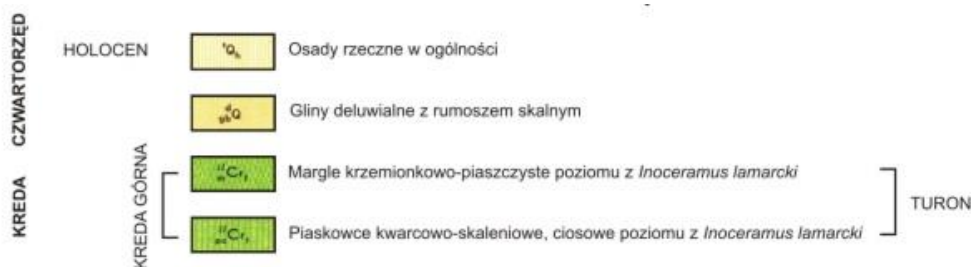 CZWARTORZĘD
HOLOCEN
Osady rzeczne w ogólności
Gliny deluwialne z rumoszem skalnym
KREDA
KREDA GÓRNA
Margle krzemionkowo-piaszczyste poziomu z Inoceramus lamarcki
Piaskowce kwarcowo-skaleniowe, ciosowe poziomu z Inoceramus lamarcki
TURON